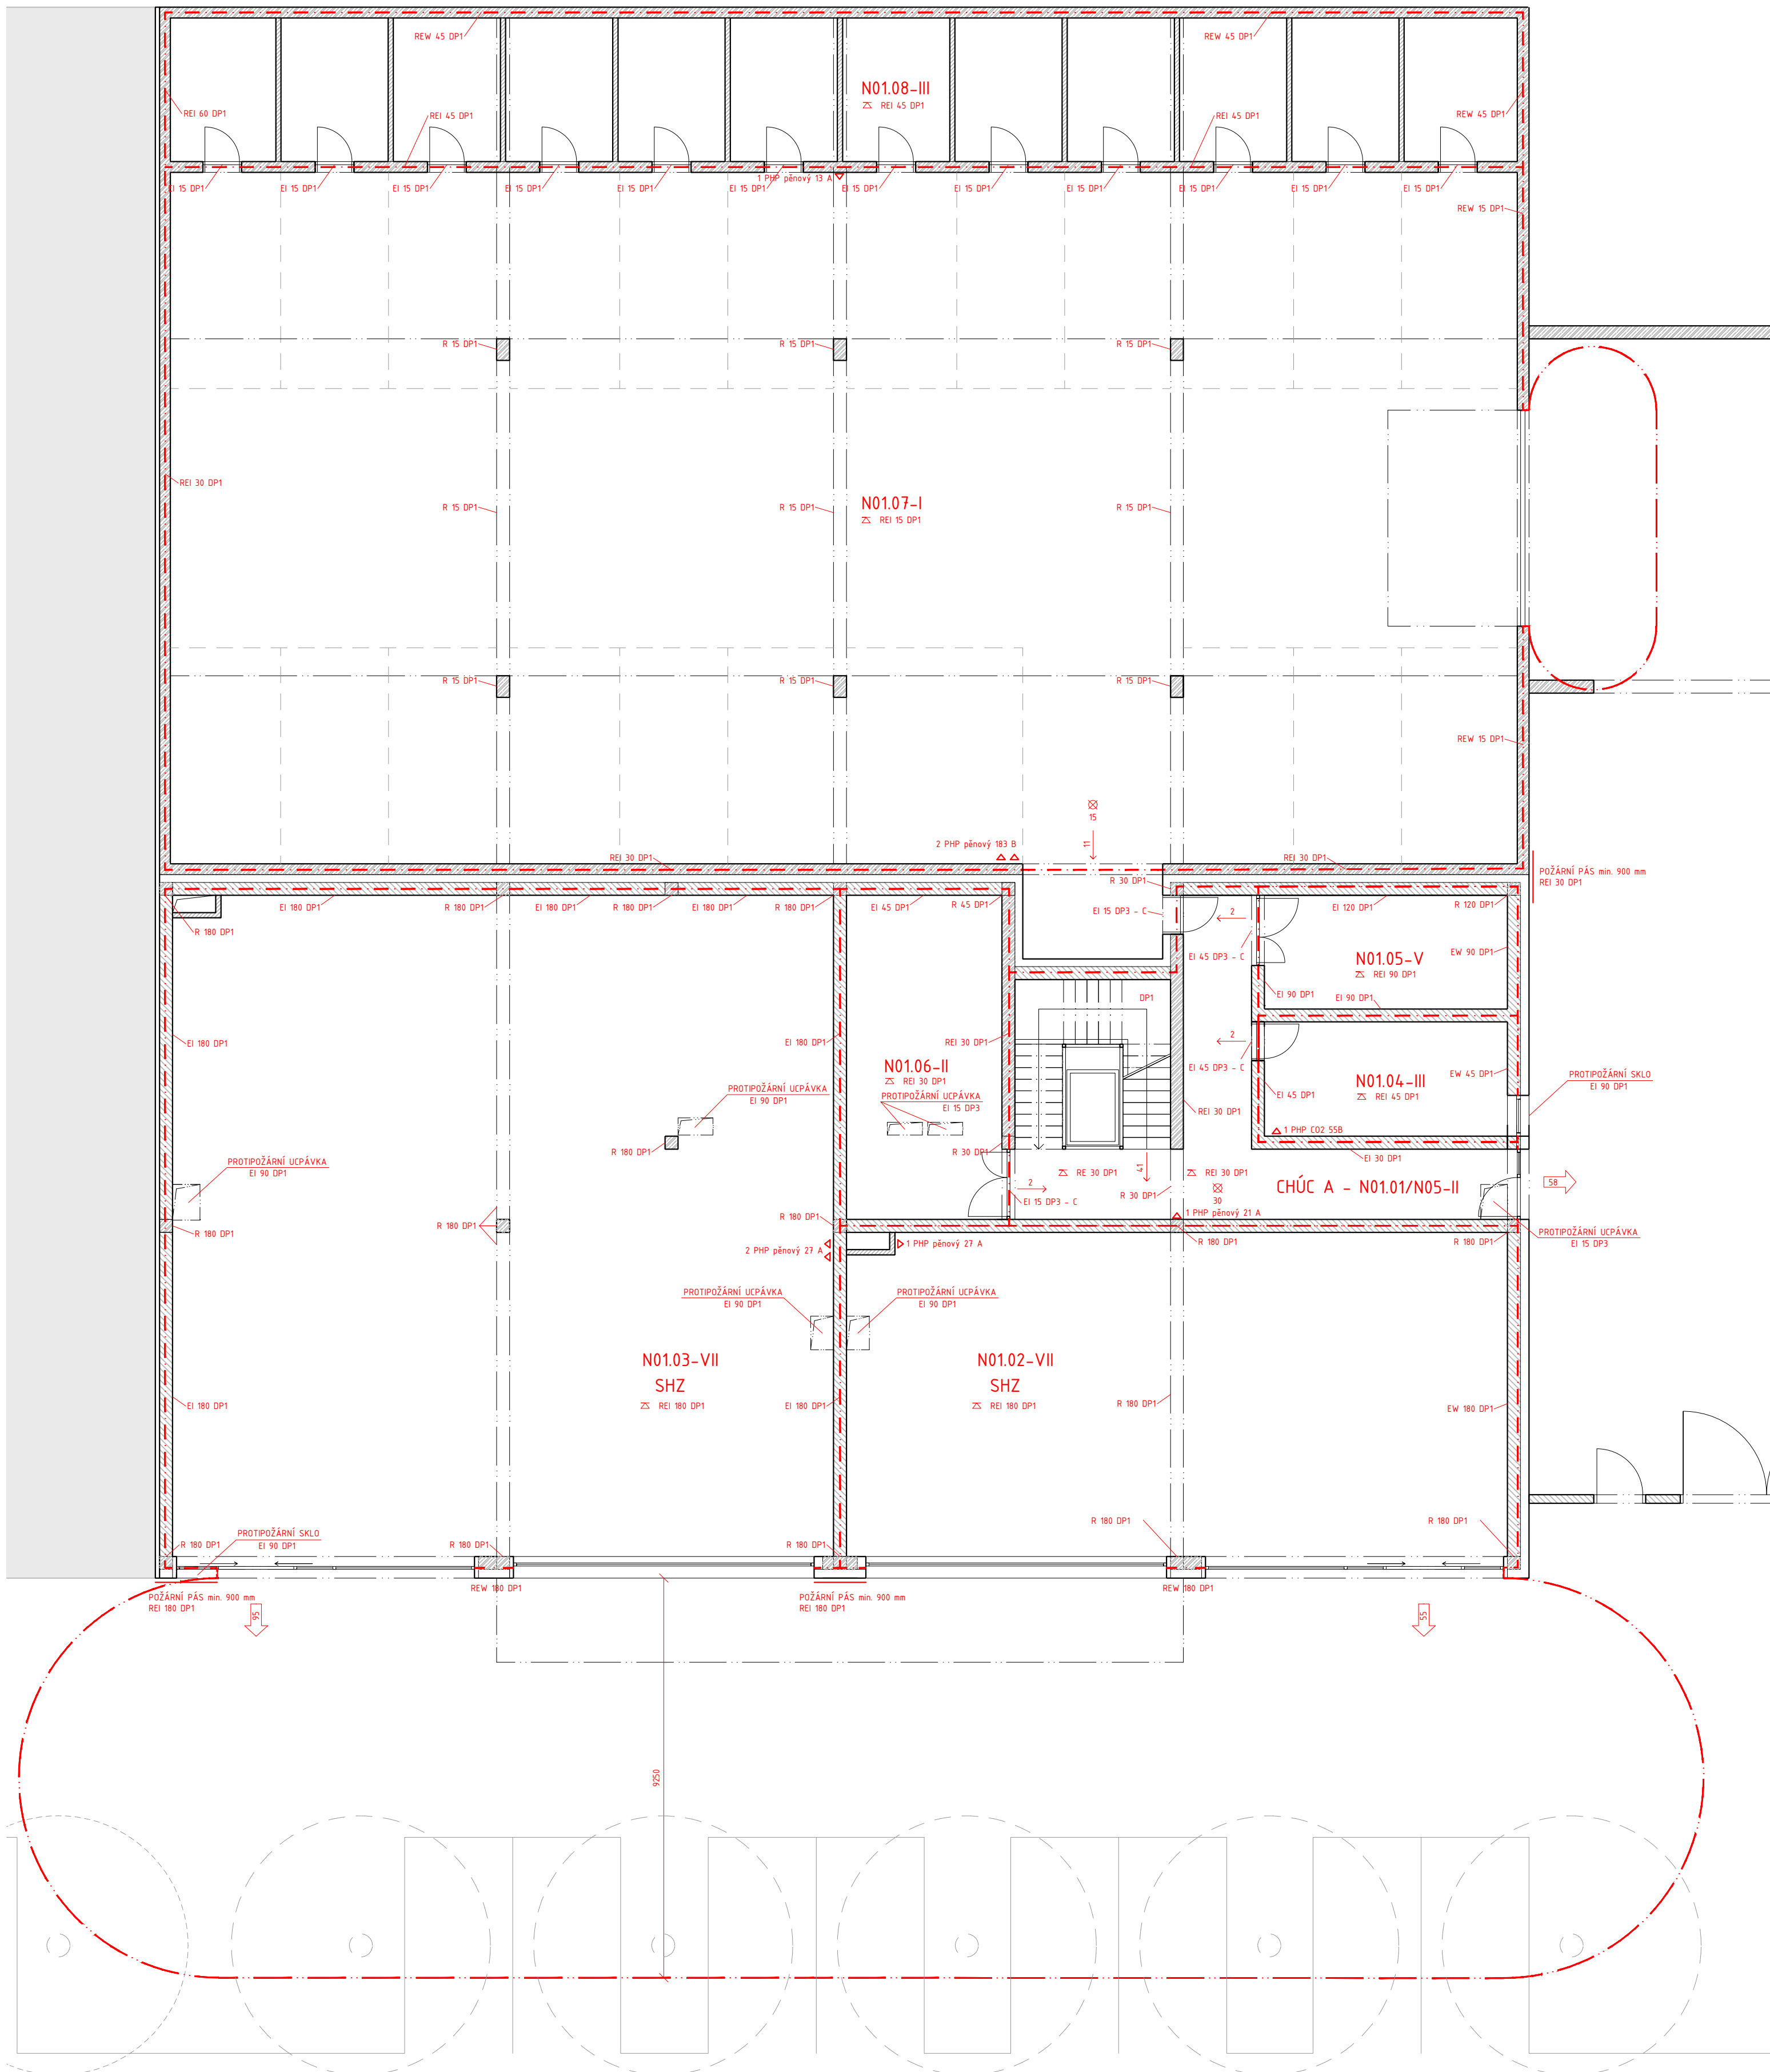 REW 45 DP1
REW 45 DP1
N01.08-III
REI 45 DP1
REI 60 DP1
REI 45 DP1
REI 45 DP1
REW 45 DP1
1 PHP pěnový 13 A
EI 15 DP1
EI 15 DP1
EI 15 DP1
EI 15 DP1
EI 15 DP1
EI 15 DP1
EI 15 DP1
EI 15 DP1
EI 15 DP1
EI 15 DP1
EI 15 DP1
EI 15 DP1
REW 15 DP1
R 15 DP1
R 15 DP1
R 15 DP1
REI 30 DP1
N01.07-I
REI 15 DP1
R 15 DP1
R 15 DP1
R 15 DP1
R 15 DP1
R 15 DP1
R 15 DP1
REW 15 DP1
15
11
2 PHP pěnový 183 B
REI 30 DP1
REI 30 DP1
POŽÁRNÍ PÁS min. 900 mm
REI 30 DP1
R 30 DP1
EI 180 DP1
R 180 DP1
EI 180 DP1
R 180 DP1
EI 180 DP1
R 180 DP1
EI 45 DP1
R 45 DP1
EI 15 DP3 - C
2
EI 120 DP1
R 120 DP1
R 180 DP1
EI 45 DP3 - C
N01.05-V
REI 90 DP1
EW 90 DP1
EI 90 DP1
EI 90 DP1
DP1
EI 180 DP1
EI 180 DP1
REI 30 DP1
2
EI 45 DP3 - C
N01.06-II
REI 30 DP1
PROTIPOŽÁRNÍ UCPÁVKA
EI 15 DP3
PROTIPOŽÁRNÍ UCPÁVKA
EI 90 DP1
N01.04-III
REI 45 DP1
EW 45 DP1
EI 45 DP1
PROTIPOŽÁRNÍ SKLO
EI 90 DP1
REI 30 DP1
1 PHP CO2 55B
R 180 DP1
R 30 DP1
EI 30 DP1
PROTIPOŽÁRNÍ UCPÁVKA
EI 90 DP1
RE 30 DP1
41
REI 30 DP1
2
EI 15 DP3 - C
R 30 DP1
30
CHÚC A - N01.01/N05-II
58
1 PHP pěnový 21 A
R 180 DP1
R 180 DP1
R 180 DP1
2 PHP pěnový 27 A
1 PHP pěnový 27 A
R 180 DP1
R 180 DP1
PROTIPOŽÁRNÍ UCPÁVKA
EI 15 DP3
PROTIPOŽÁRNÍ UCPÁVKA
EI 90 DP1
PROTIPOŽÁRNÍ UCPÁVKA
EI 90 DP1
N01.03-VII
SHZ
REI 180 DP1
N01.02-VII
SHZ
REI 180 DP1
EI 180 DP1
EI 180 DP1
R 180 DP1
EW 180 DP1
PROTIPOŽÁRNÍ SKLO
EI 90 DP1
R 180 DP1
R 180 DP1
R 180 DP1
R 180 DP1
R 180 DP1
REW 180 DP1
REW 180 DP1
POŽÁRNÍ PÁS min. 900 mm
REI 180 DP1
POŽÁRNÍ PÁS min. 900 mm
REI 180 DP1
95
55
9250